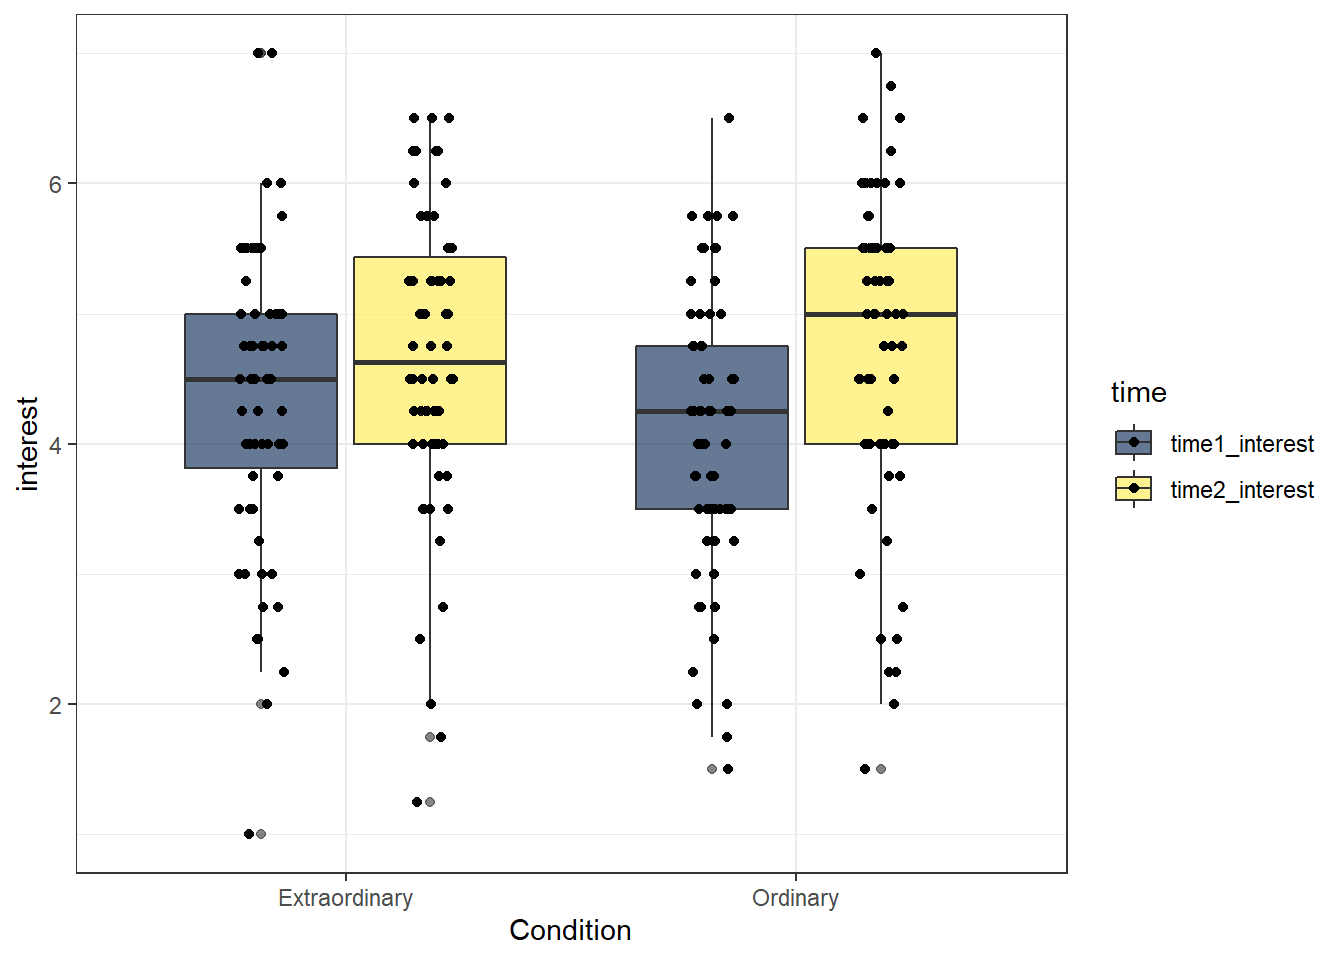 interest
6
4
2
Extraordinary
Ordinary
Condition
time
time1_interest
time2_interest